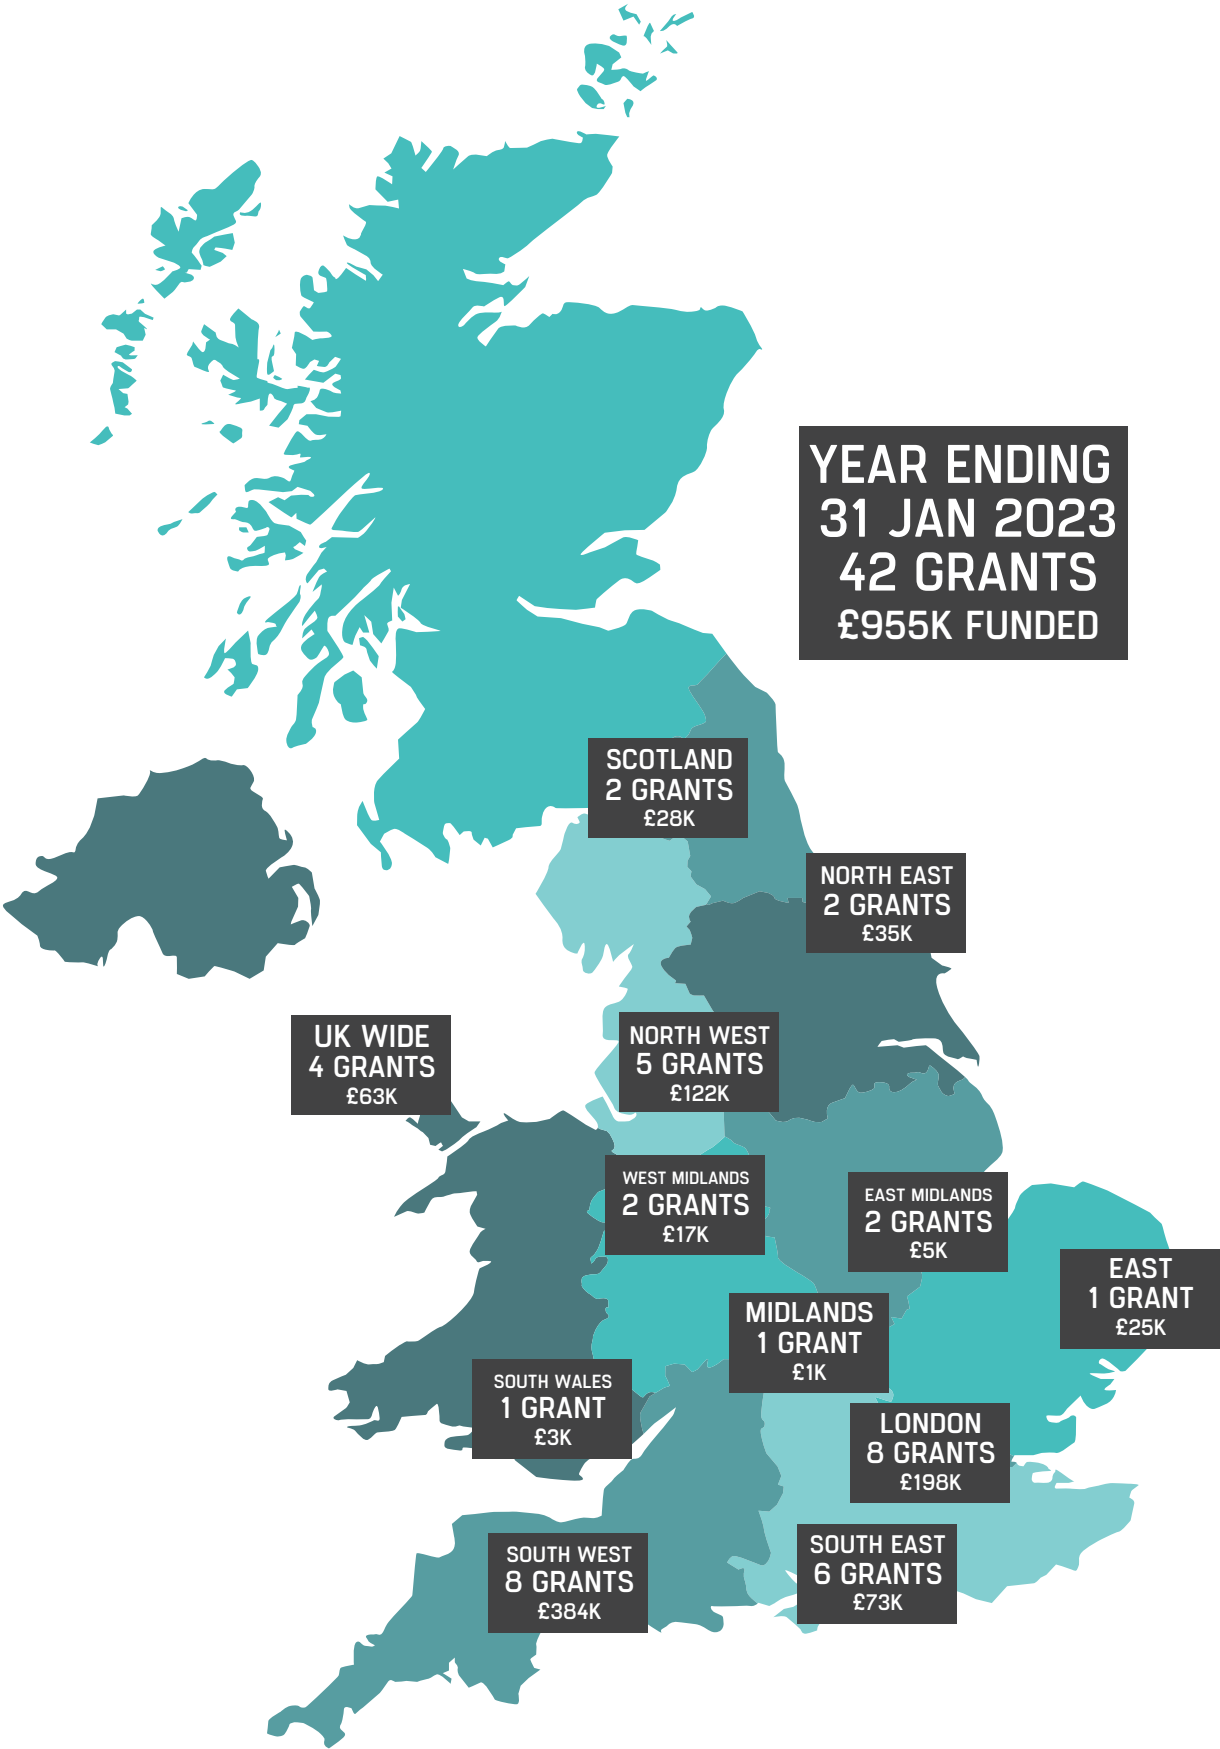 YEAR ENDING
31 JAN 2023
42 GRANTS
£955K FUNDED
SCOTLAND
2 GRANTS
£28K
NORTH EAST
2 GRANTS
£35K
UK WIDE
4 GRANTS
£63K
NORTH WEST
5 GRANTS
£122K
WEST MIDLANDS
2 GRANTS
£17K
EAST MIDLANDS
2 GRANTS
£5K
EAST
1 GRANT
£25K
MIDLANDS
1 GRANT
£1K
SOUTH WALES
1 GRANT
£3K
LONDON
8 GRANTS
£198K
SOUTH WEST
8 GRANTS
£384K
SOUTH EAST
6 GRANTS
£73K